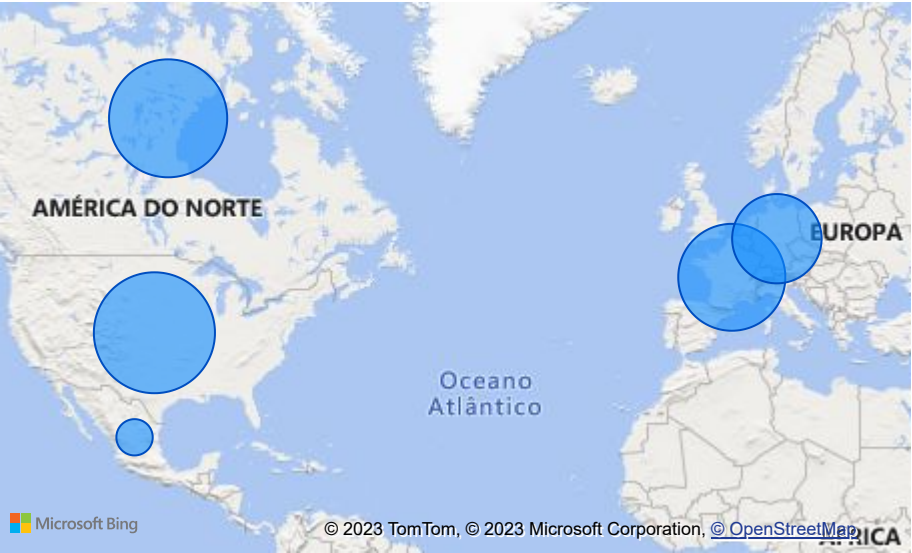 AMÉRICA DO NORTE
EUROPA
Oceano
Atlântico
Microsoft Bing
© 2023 TomTom, © 2023 Microsoft Corporation, © OpenStreetMap
ÁFRICA